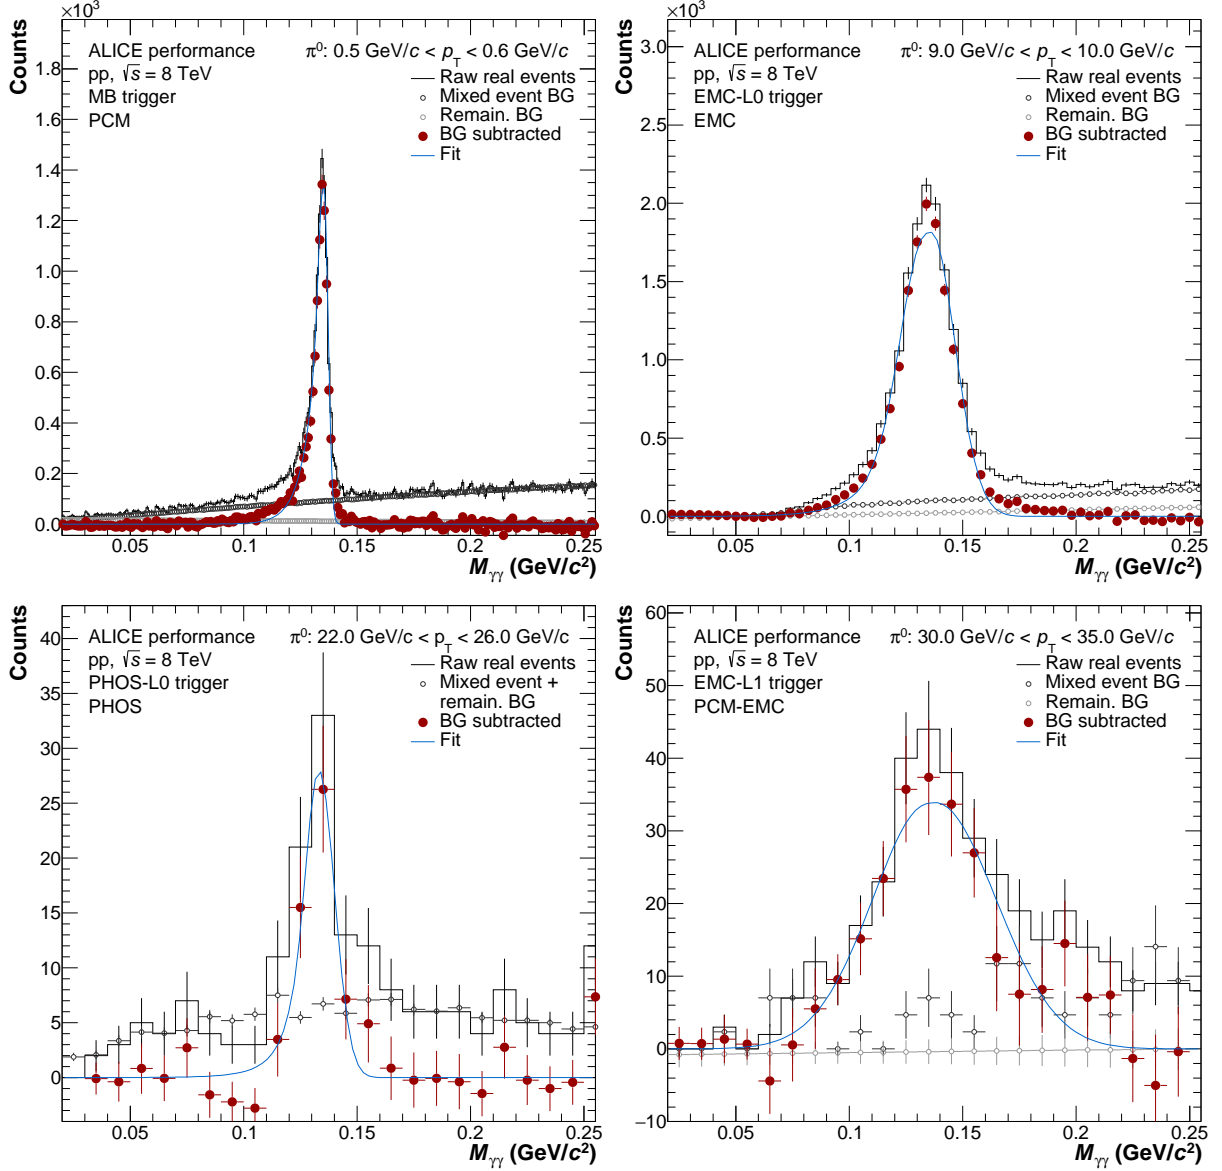 ×10³
Counts
ALICE performance
π⁰: 0.5 GeV/c < p_T < 0.6 GeV/c
pp, √s = 8 TeV
MB trigger
PCM
Raw real events
Mixed event BG
Remain. BG
BG subtracted
Fit
1.8
1.6
1.4
1.2
1.0
0.8
0.6
0.4
0.2
0.0
0.05
0.1
0.15
0.2
0.25
M_γγ (GeV/c²)
×10³
Counts
ALICE performance
π⁰: 9.0 GeV/c < p_T < 10.0 GeV/c
pp, √s = 8 TeV
EMC-L0 trigger
EMC
Raw real events
Mixed event BG
Remain. BG
BG subtracted
Fit
3.0
2.5
2.0
1.5
1.0
0.5
0.0
0.05
0.1
0.15
0.2
0.25
M_γγ (GeV/c²)
Counts
ALICE performance
π⁰: 22.0 GeV/c < p_T < 26.0 GeV/c
pp, √s = 8 TeV
PHOS-L0 trigger
PHOS
Raw real events
Mixed event +
remain. BG
BG subtracted
Fit
40
35
30
25
20
15
10
5
0
0.05
0.1
0.15
0.2
0.25
M_γγ (GeV/c²)
Counts
ALICE performance
π⁰: 30.0 GeV/c < p_T < 35.0 GeV/c
pp, √s = 8 TeV
EMC-L1 trigger
PCM-EMC
Raw real events
Mixed event BG
Remain. BG
BG subtracted
Fit
60
50
40
30
20
10
0
−10
0.05
0.1
0.15
0.2
0.25
M_γγ (GeV/c²)